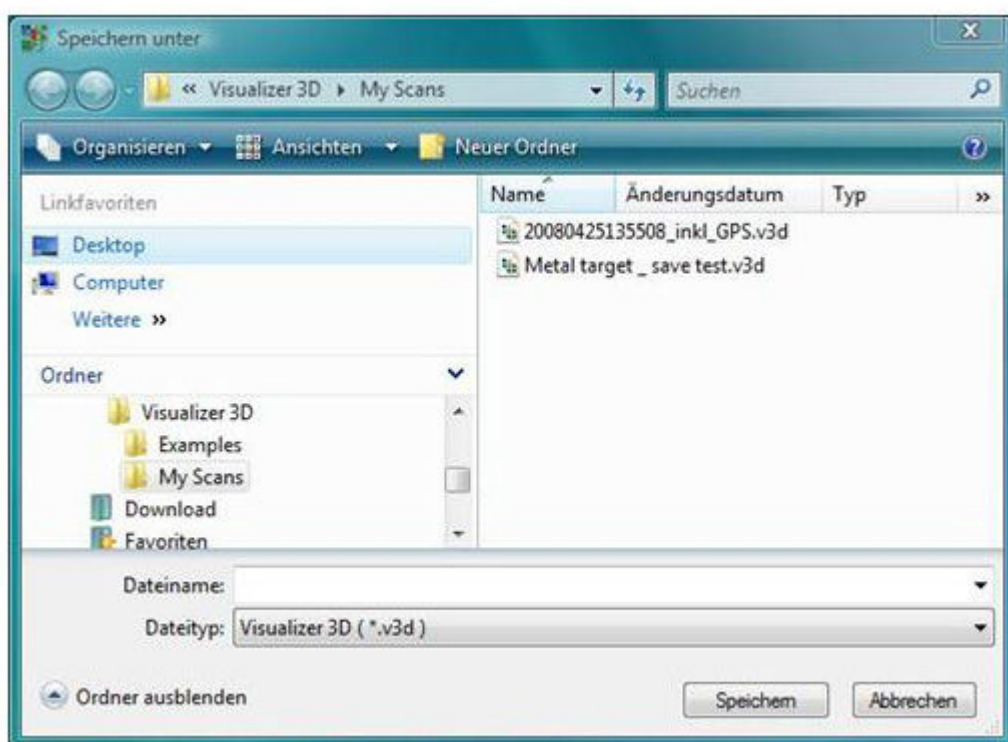 Speichern unter
« Visualizer 3D ▸ My Scans
Suchen
Organisieren Ansichten Neuer Ordner
Linkfavoriten
Desktop
Computer
Weitere »
Ordner
Visualizer 3D
Examples
My Scans
Download
Favoriten
Name Änderungsdatum Typ »
20080425135508_inkl_GPS.v3d
Metal target _ save test.v3d
Dateiname:
Dateityp: Visualizer 3D ( *.v3d )
Ordner ausblenden
Speichern Abbrechen